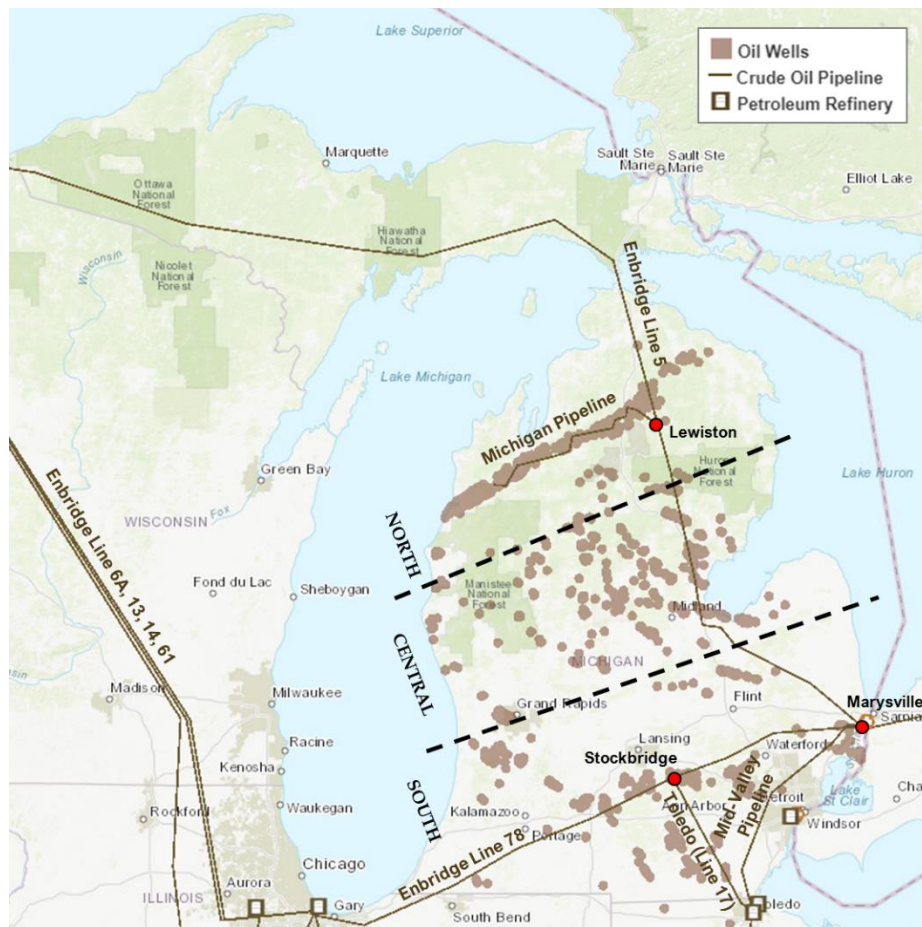 Lake Superior
Oil Wells
Crude Oil Pipeline
Petroleum Refinery
Marquette
Sault Ste
Marie
Sault Ste
Marie
Elliot Lake
Ottawa
National
Forest
Hiawatha
National
Forest
Nicolet
National
Forest
Wisconsin
Enbridge Line 5
Lake Michigan
Michigan Pipeline
Lewiston
Green Bay
Huron
National
Forest
Lake Huron
Enbridge Line 6A, 13, 14, 61
WISCONSIN
Fox
NORTH
Fond du Lac
Sheboygan
Manistee
National
Forest
Midland
CENTRAL
MICHIGAN
Madison
Milwaukee
Grand Rapids
Flint
Marysville
Sarnia
Racine
Lansing
Waterford
Stockbridge
Kenosha
Lake
St Clair
Cha
Rockford
Waukegan
SOUTH
Kalamazoo
Portage
Ann Arbor
Mid-Valley
Pipeline
Detroit
Windsor
Toledo (Line 17)
Enbridge Line 78
Chicago
ILLINOIS
Aurora
Gary
South Bend
Toledo